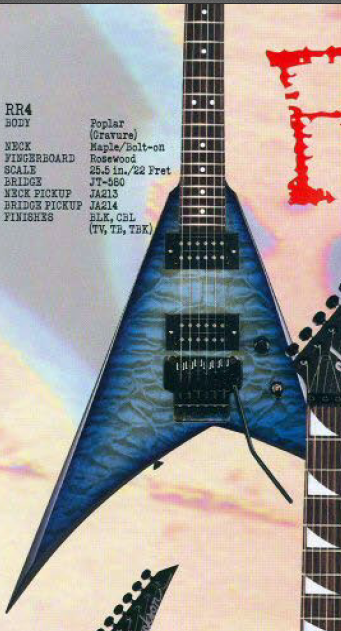 RR4
BODY Poplar
(Gravure)
NECK Maple/Bolt-on
FINGERBOARD Rosewood
SCALE 25.5 in./22 Fret
BRIDGE JT-580
NECK PICKUP JA213
BRIDGE PICKUP JA214
FINISHES BLK, CBL
(TV, TB, TBK)